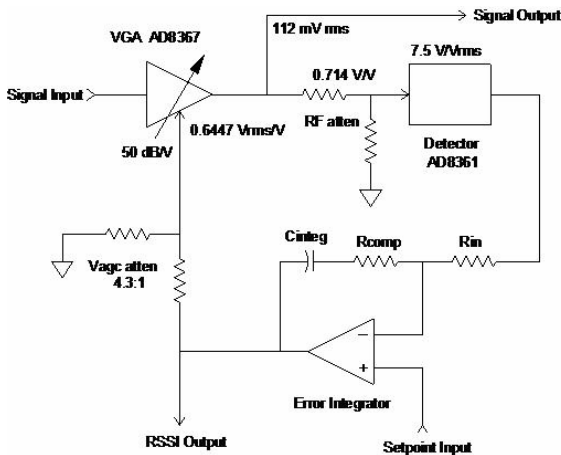 Signal Output
VGA AD8367
112 mV rms
7.5 V/Vrms
0.714 V/V
Signal Input
0.6447 Vrms/V
RF atten
50 dB/V
Detector
AD8361
Cinteg
Rcomp
Rin
Vagc atten
4.3:1
−
+
Error Integrator
RSSI Output
Setpoint Input